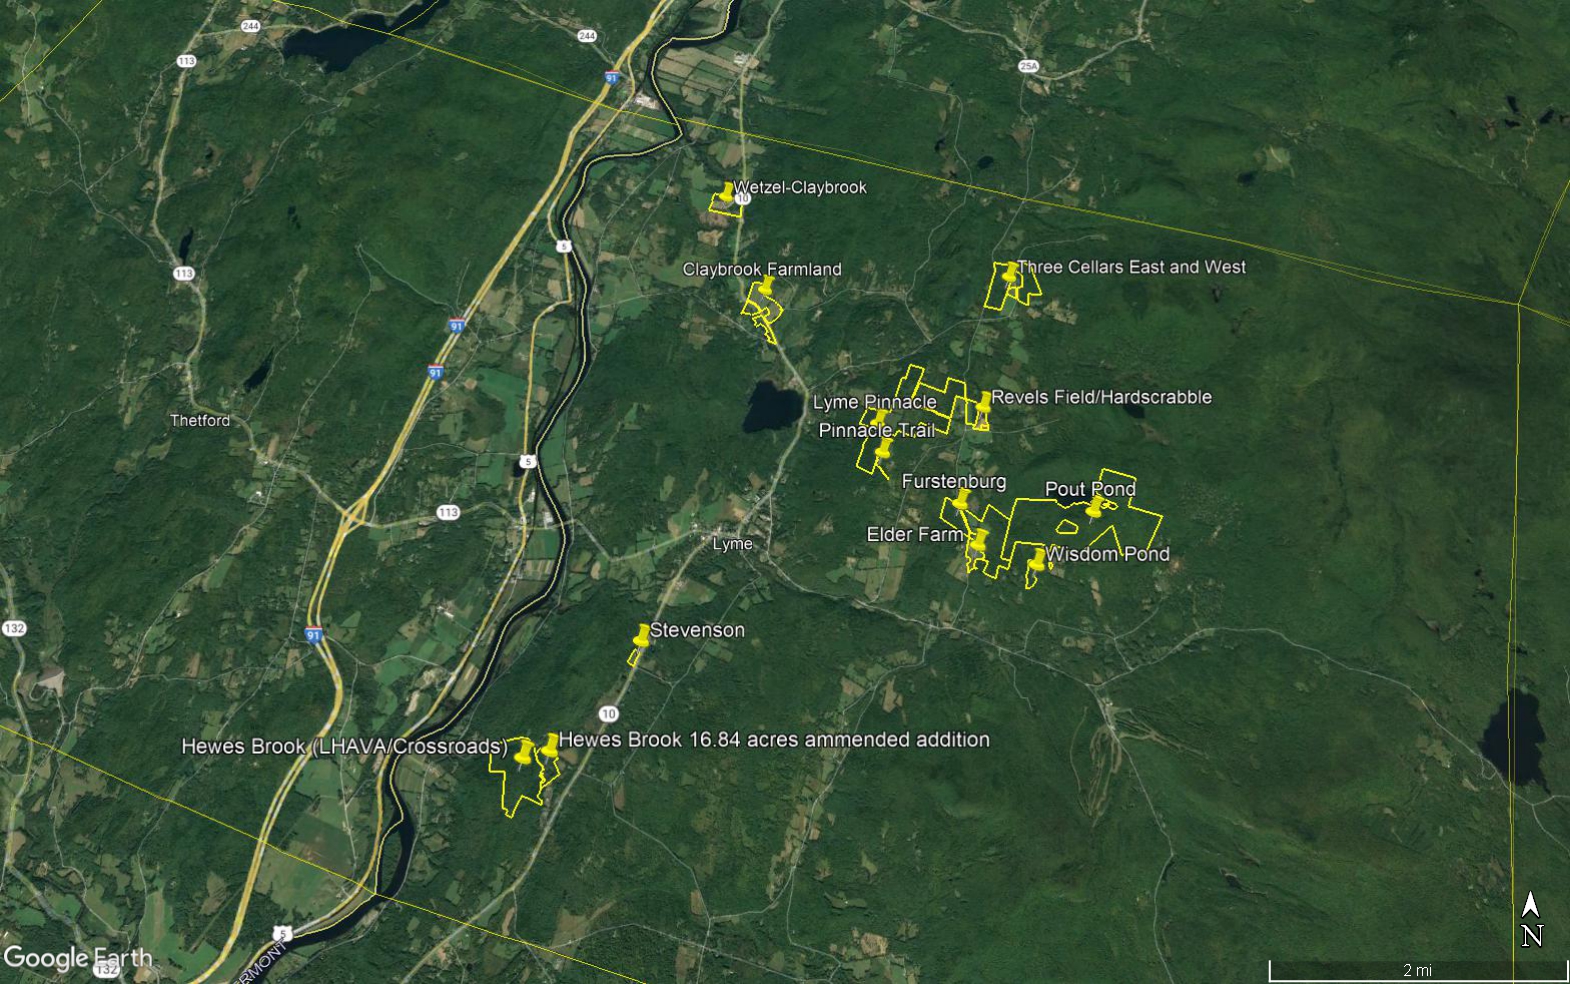 244
244
113
25A
91
Wetzel-Claybrook
10
5
113
Claybrook Farmland
Three Cellars East and West
91
91
Lyme Pinnacle
Revels Field/Hardscrabble
Thetford
Pinnacle Trail
5
Furstenburg
Pout Pond
113
Elder Farm
Lyme
Wisdom Pond
132
91
Stevenson
10
Hewes Brook (LHAVA/Crossroads)
Hewes Brook 16.84 acres ammended addition
5
N
Google Earth
132
2 mi